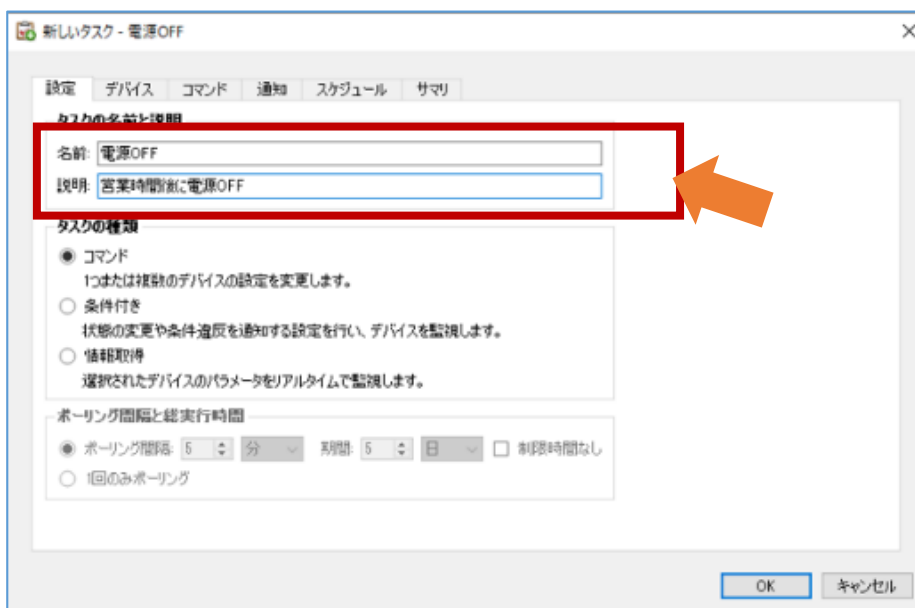 新しいタスク - 電源OFF
設定 デバイス コマンド 通知 スケジュール サマリ
タスクの名前と説明
名前: 電源OFF
説明: 営業時間後に電源OFF
タスクの種類
コマンド
1つまたは複数のデバイスの設定を変更します。
条件付き
状態の変更や条件違反を通知する設定を行い、デバイスを監視します。
情報取得
選択されたデバイスのパラメータをリアルタイムで監視します。
ポーリング間隔と総実行時間
ポーリング間隔: 5 分 期間: 5 日 制限時間なし
1回のみポーリング
OK キャンセル